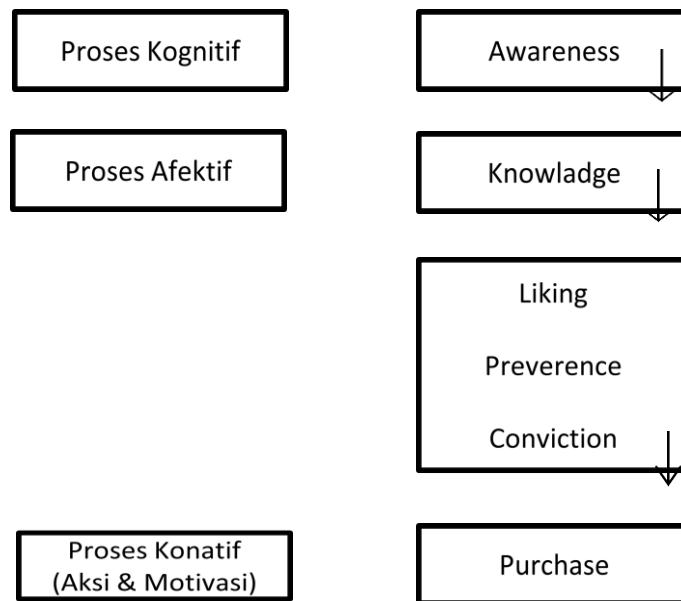 Proses Kognitif
Awareness
Proses Afektif
Knowladge
Liking
Preverence
Conviction
Proses Konatif
(Aksi & Motivasi)
Purchase